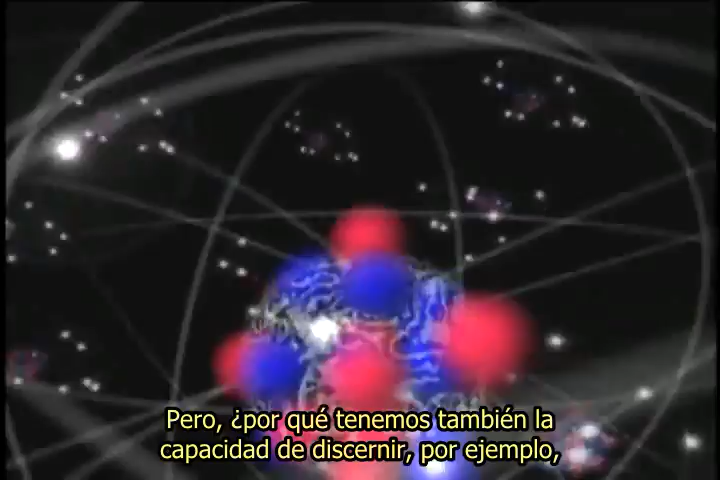 Pero, ¿por qué tenemos también la
capacidad de discernir, por ejemplo,